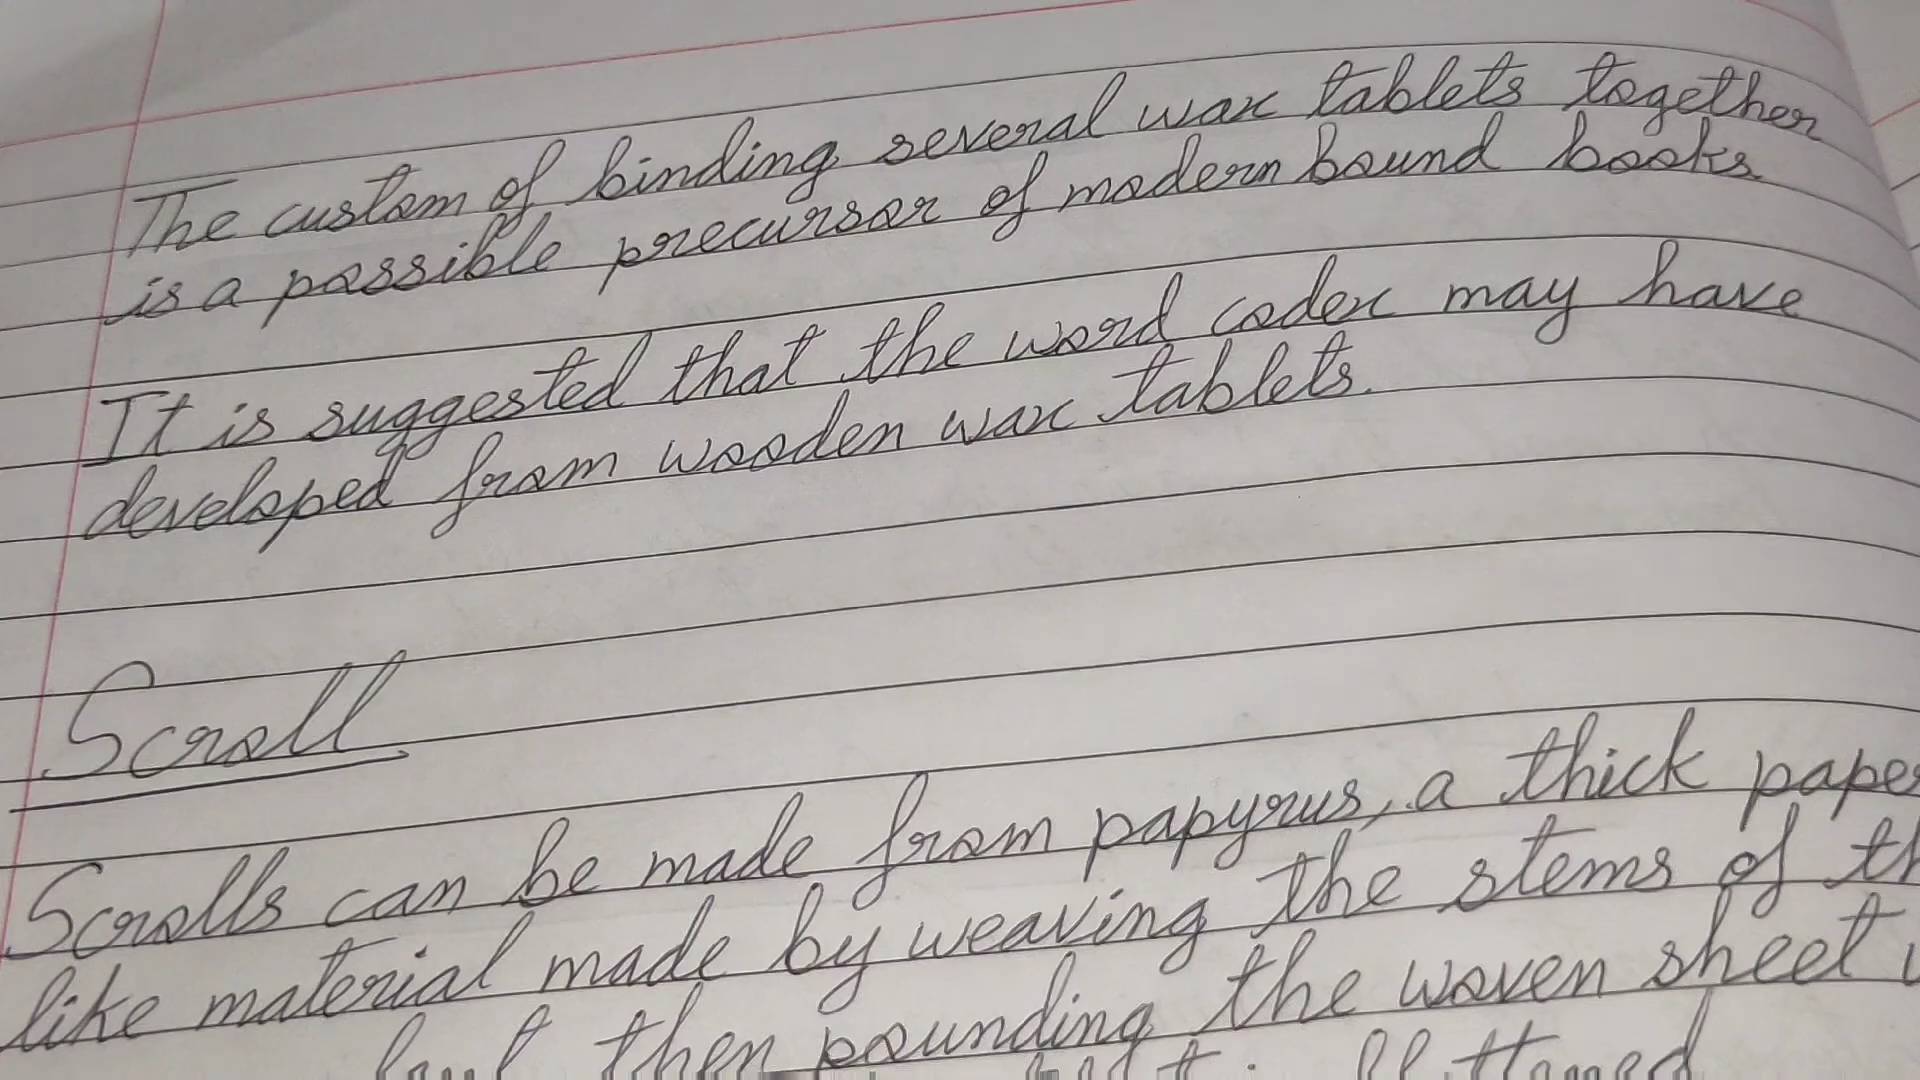 The custom of binding several wax tablets together
is a possible precursor of modern bound books.
It is suggested that the word codex may have
developed from wooden wax tablets.
Scroll
Scrolls can be made from papyrus, a thick paper
like material made by weaving the stems of th
then pounding the woven sheet